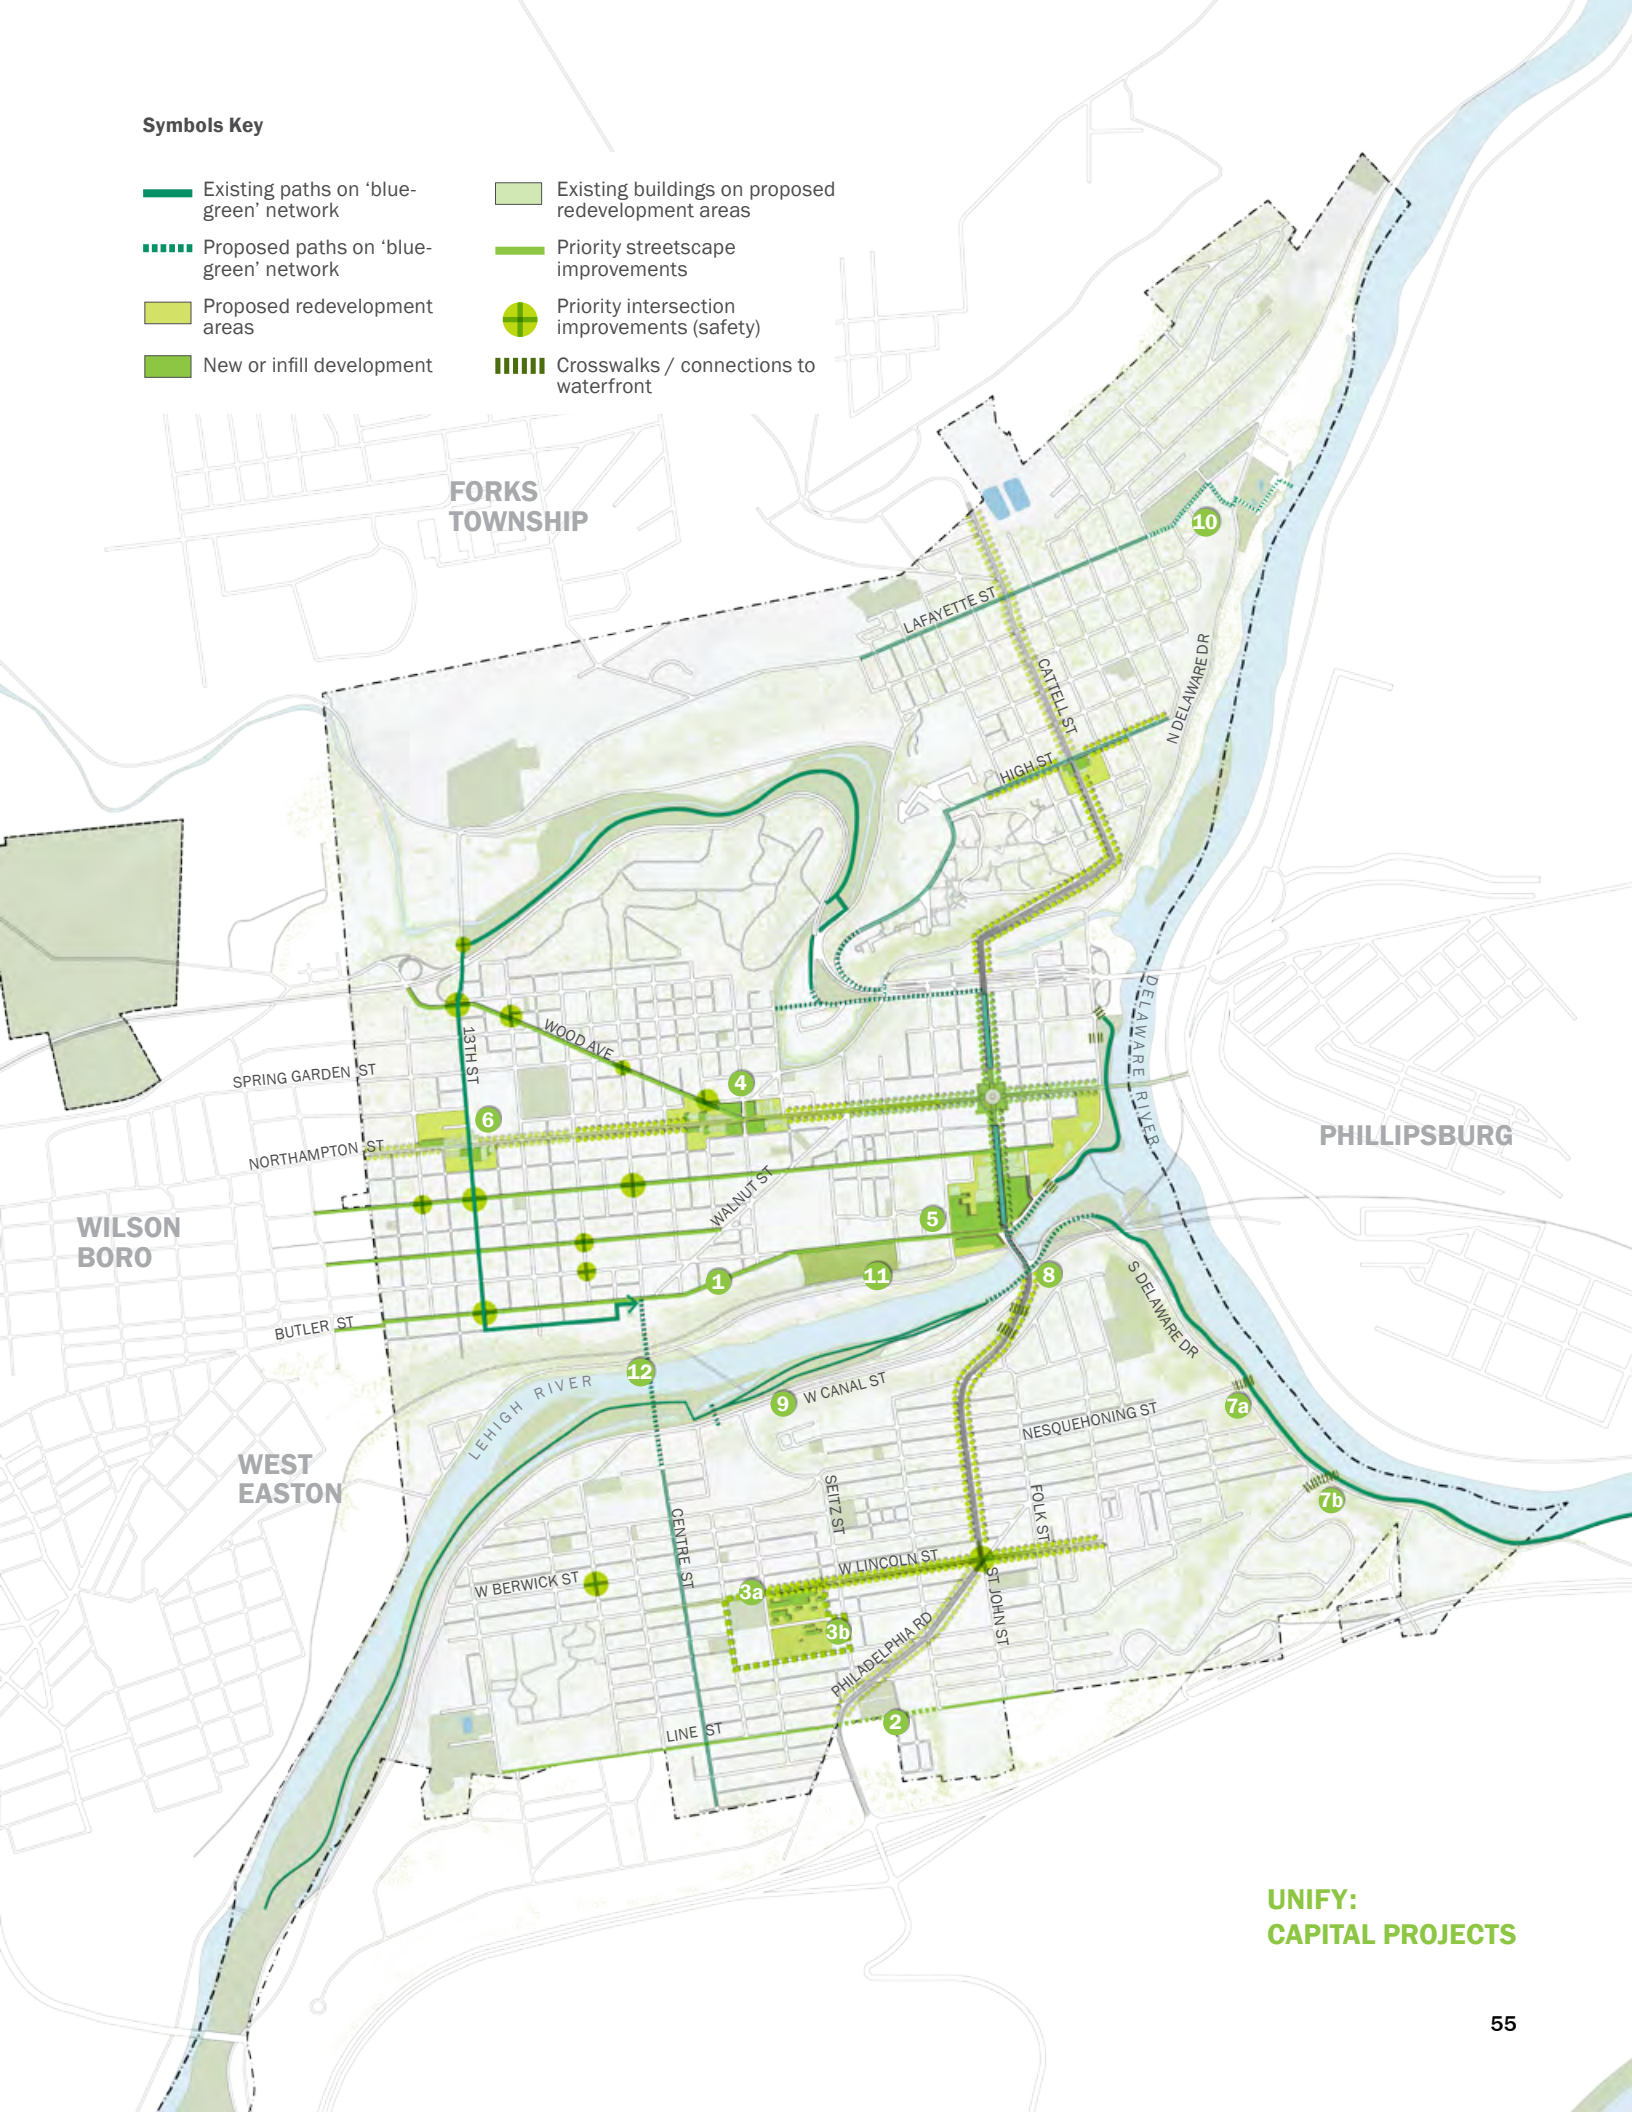 Symbols Key
Existing paths on ‘blue-
green’ network
Proposed paths on ‘blue-
green’ network
Proposed redevelopment
areas
New or infill development
Existing buildings on proposed
redevelopment areas
Priority streetscape
improvements
Priority intersection
improvements (safety)
Crosswalks / connections to
waterfront
FORKS
TOWNSHIP
10
LAFAYETTE ST
CATTELL ST
N DELAWARE DR
HIGH ST
DELAWARE RIVER
WOOD AVE
13TH ST
SPRING GARDEN ST
4
6
NORTHAMPTON ST
PHILLIPSBURG
WALNUT ST
5
WILSON
BORO
1
11
8
S DELAWARE DR
BUTLER ST
12
LEHIGH RIVER
9
W CANAL ST
7a
NESQUEHONING ST
WEST
EASTON
7b
SEITZ ST
FOLK ST
CENTRE ST
W LINCOLN ST
W BERWICK ST
3a
ST JOHN ST
3b
PHILADELPHIA RD
2
LINE ST
UNIFY:
CAPITAL PROJECTS
55